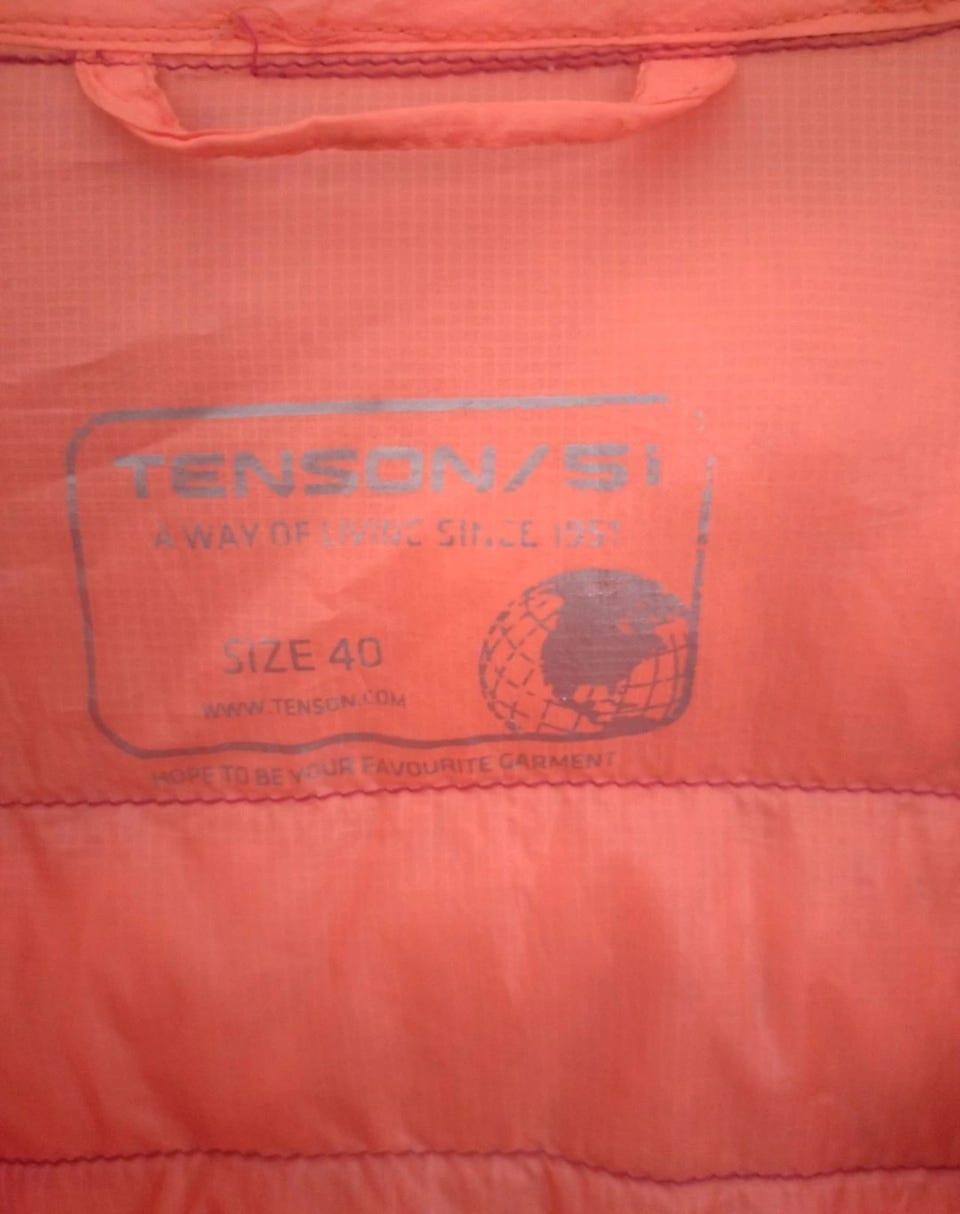 TENSON/51
A WAY OF LIVING SINCE 1951
SIZE 40
WWW.TENSON.COM
HOPE TO BE YOUR FAVOURITE GARMENT